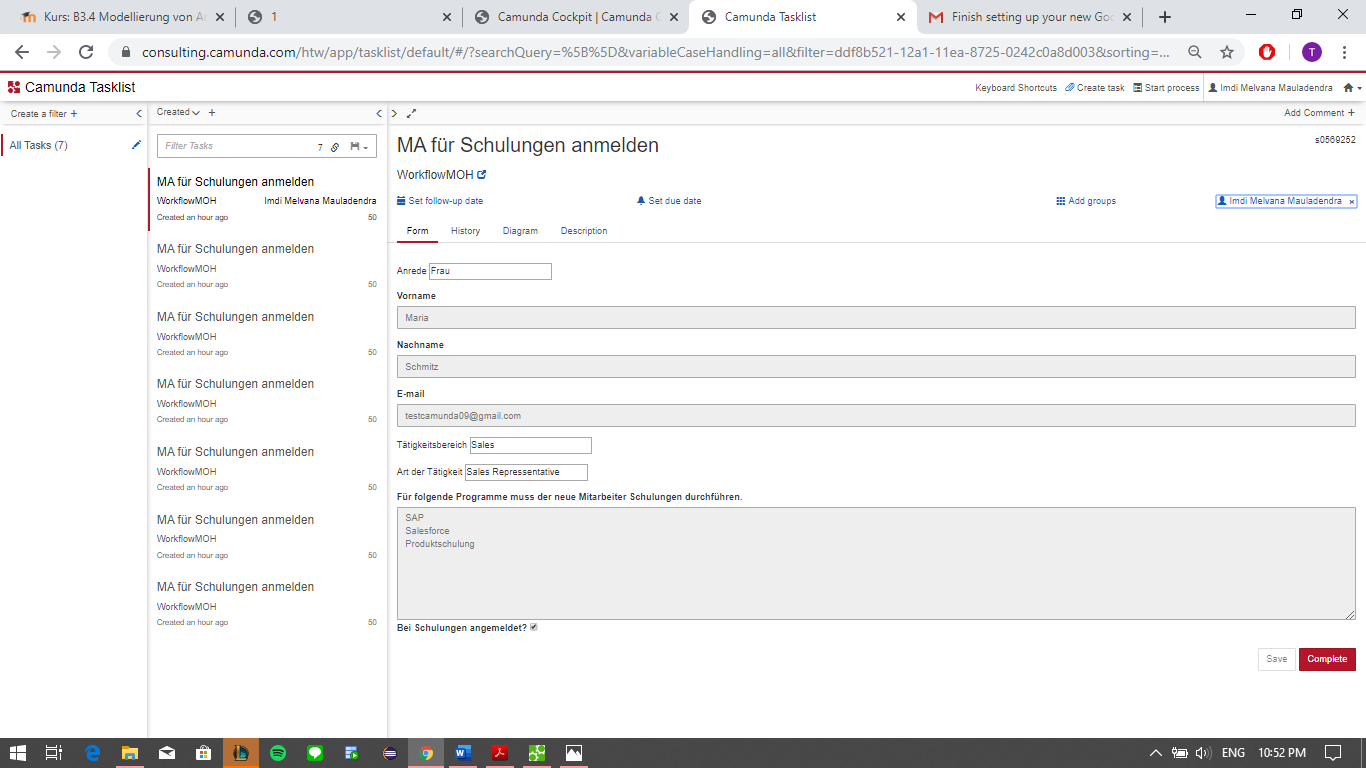 Kurs: B3.4 Modellierung von A
1
Camunda Cockpit | Camunda C
Camunda Tasklist
Finish setting up your new Goo
consulting.camunda.com/htw/app/tasklist/default/#/?searchQuery=%5B%5D&variableCaseHandling=all&filter=ddf8b521-12a1-11ea-8725-0242c0a8d003&sorting=...
T
Camunda Tasklist
Keyboard Shortcuts Create task Start process Imdi Melvana Mauladendra
Create a filter +
Created +
Add Comment +
All Tasks (7)
Filter Tasks 7
MA für Schulungen anmelden
WorkflowMOH Imdi Melvana Mauladendra
Created an hour ago 50
MA für Schulungen anmelden
WorkflowMOH
Created an hour ago 50
MA für Schulungen anmelden
WorkflowMOH
Created an hour ago 50
MA für Schulungen anmelden
WorkflowMOH
Created an hour ago 50
MA für Schulungen anmelden
WorkflowMOH
Created an hour ago 50
MA für Schulungen anmelden
WorkflowMOH
Created an hour ago 50
MA für Schulungen anmelden
WorkflowMOH
Created an hour ago 50
MA für Schulungen anmelden
s0569252
WorkflowMOH
Set follow-up date Set due date Add groups Imdi Melvana Mauladendra ×
Form History Diagram Description
Anrede Frau
Vorname
Maria
Nachname
Schmitz
E-mail
testcamunda09@gmail.com
Tätigkeitsbereich Sales
Art der Tätigkeit Sales Repressentative
Für folgende Programme muss der neue Mitarbeiter Schulungen durchführen.
SAP
Salesforce
Produktschulung
Bei Schulungen angemeldet?
Save Complete
ENG 10:52 PM